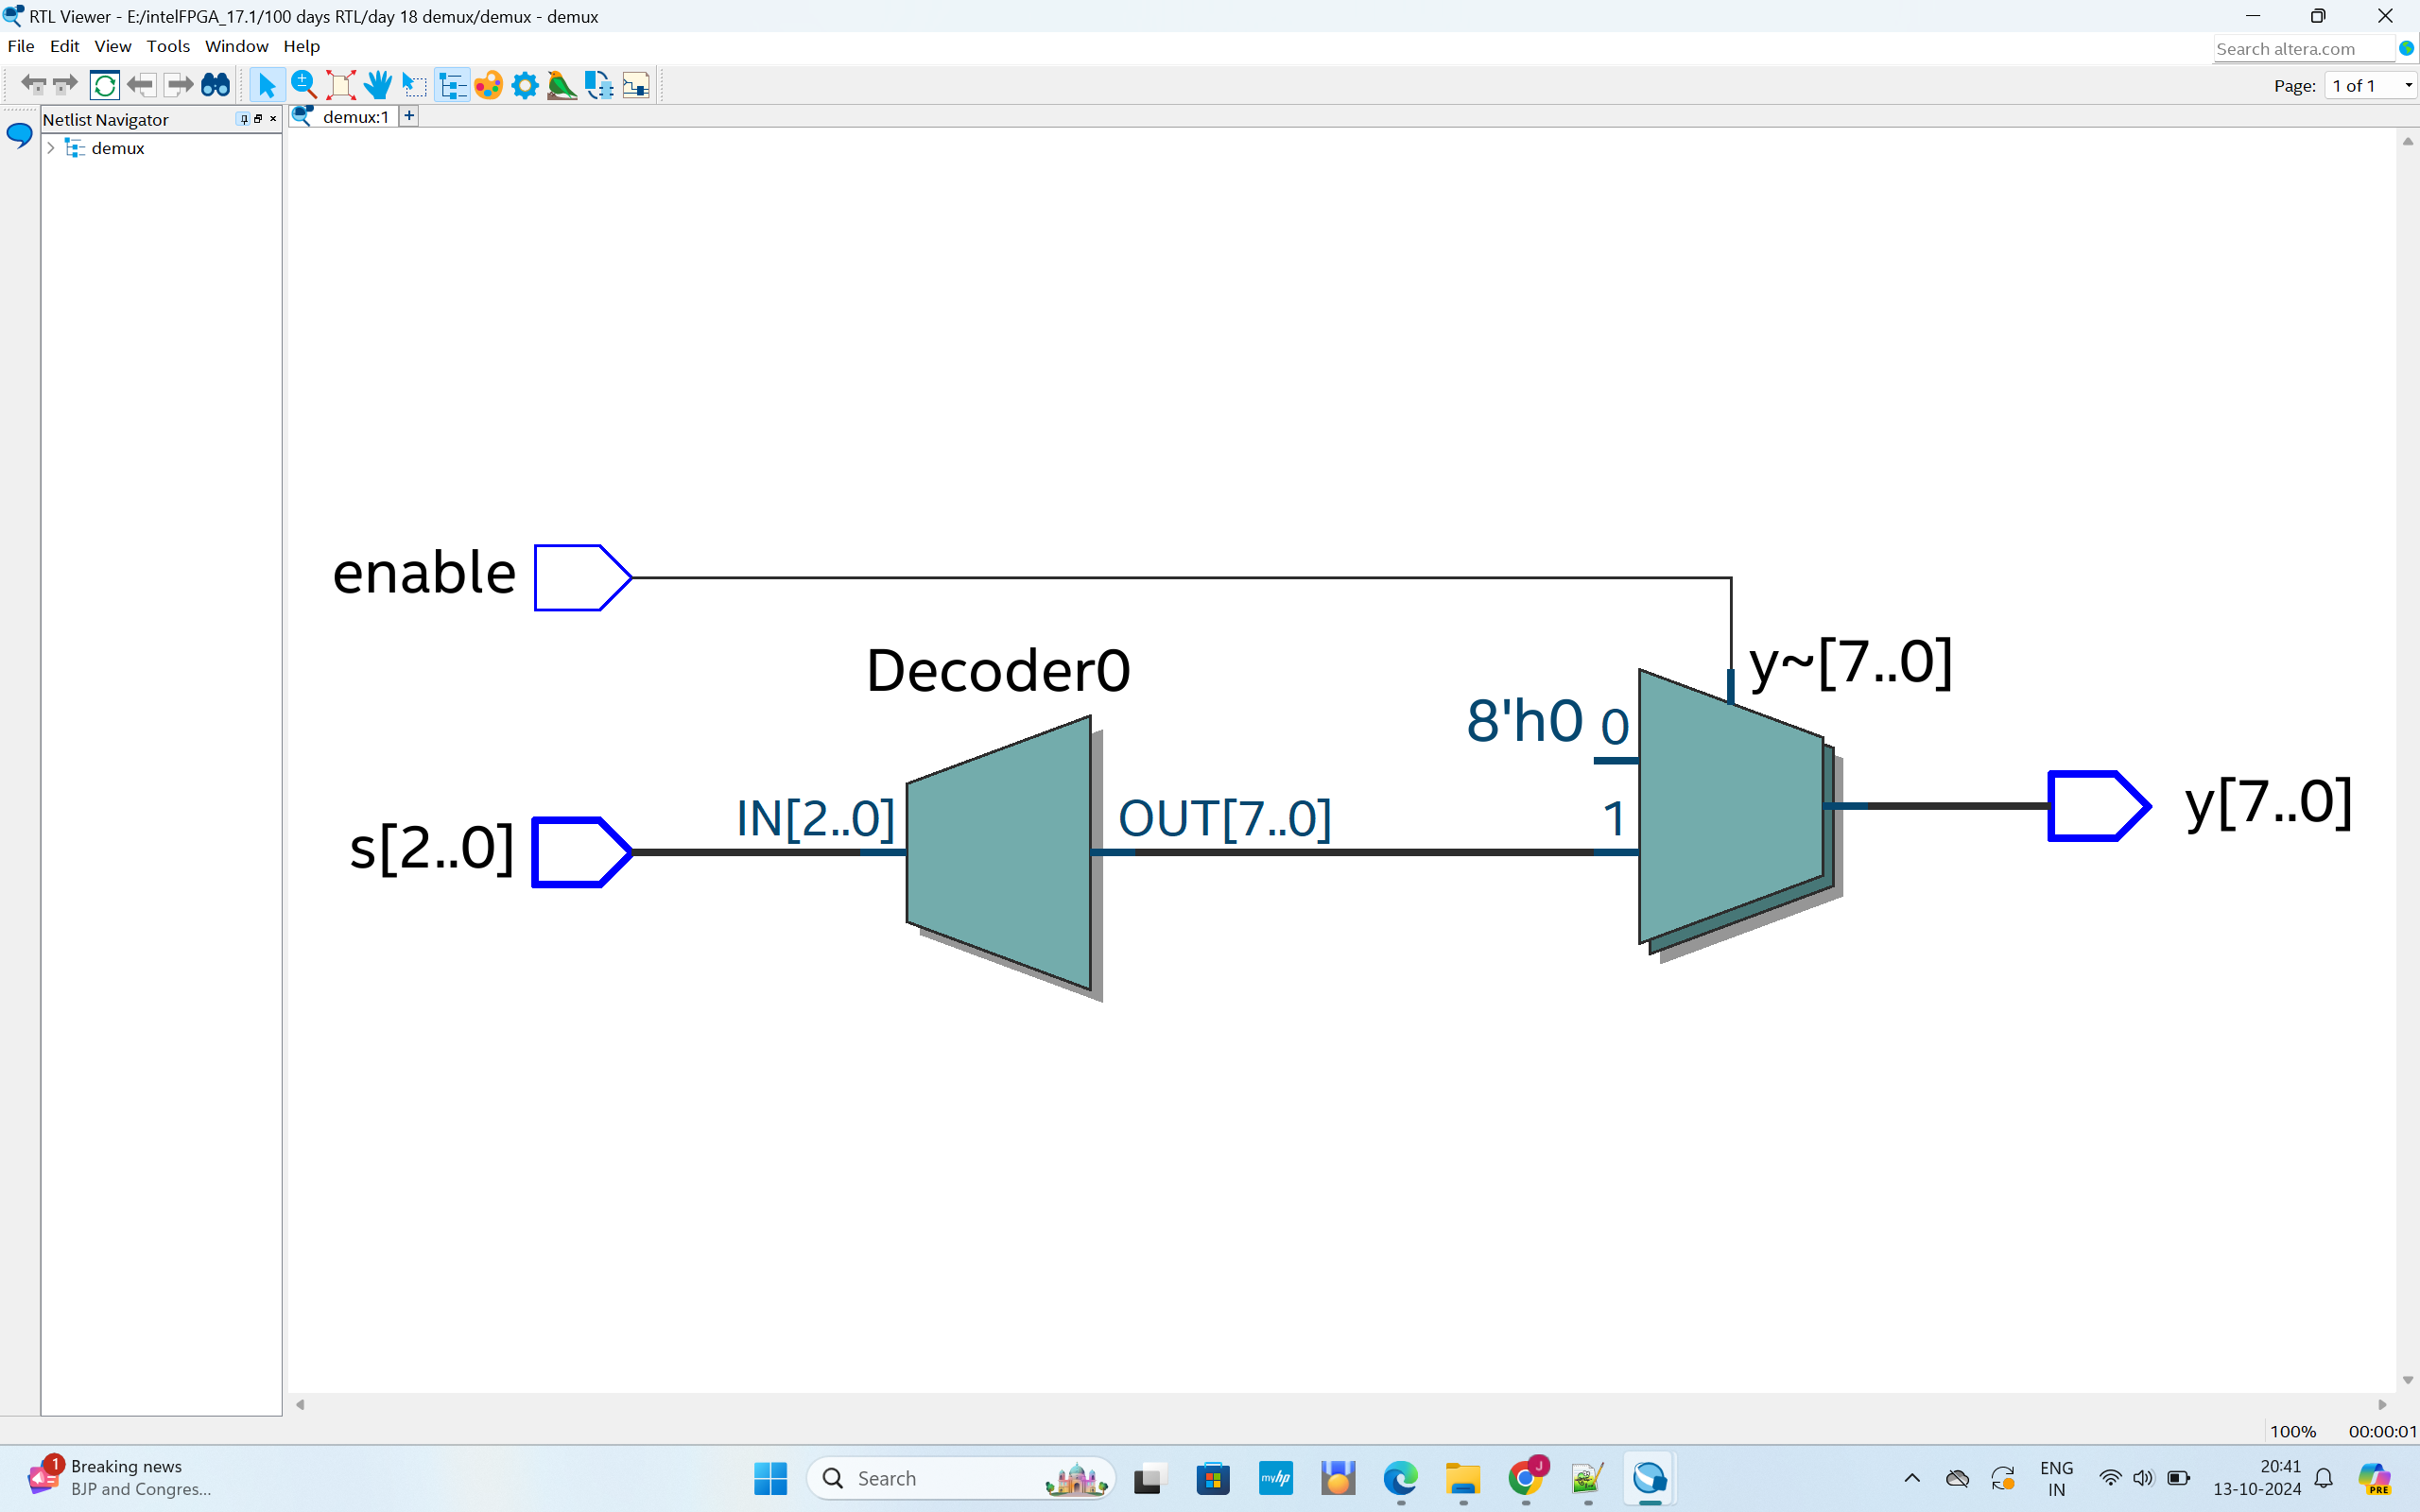 RTL Viewer - E:/intelFPGA_17.1/100 days RTL/day 18 demux/demux - demux
File Edit View Tools Window Help
Search altera.com
Page: 1 of 1
Netlist Navigator
demux:1
demux
enable
Decoder0
y~[7..0]
8'h0 0
s[2..0]
IN[2..0]
OUT[7..0]
1
y[7..0]
100% 00:00:01
1
Breaking news
BJP and Congres...
Search
myhp
J
ENG
IN
20:41
13-10-2024
PRE